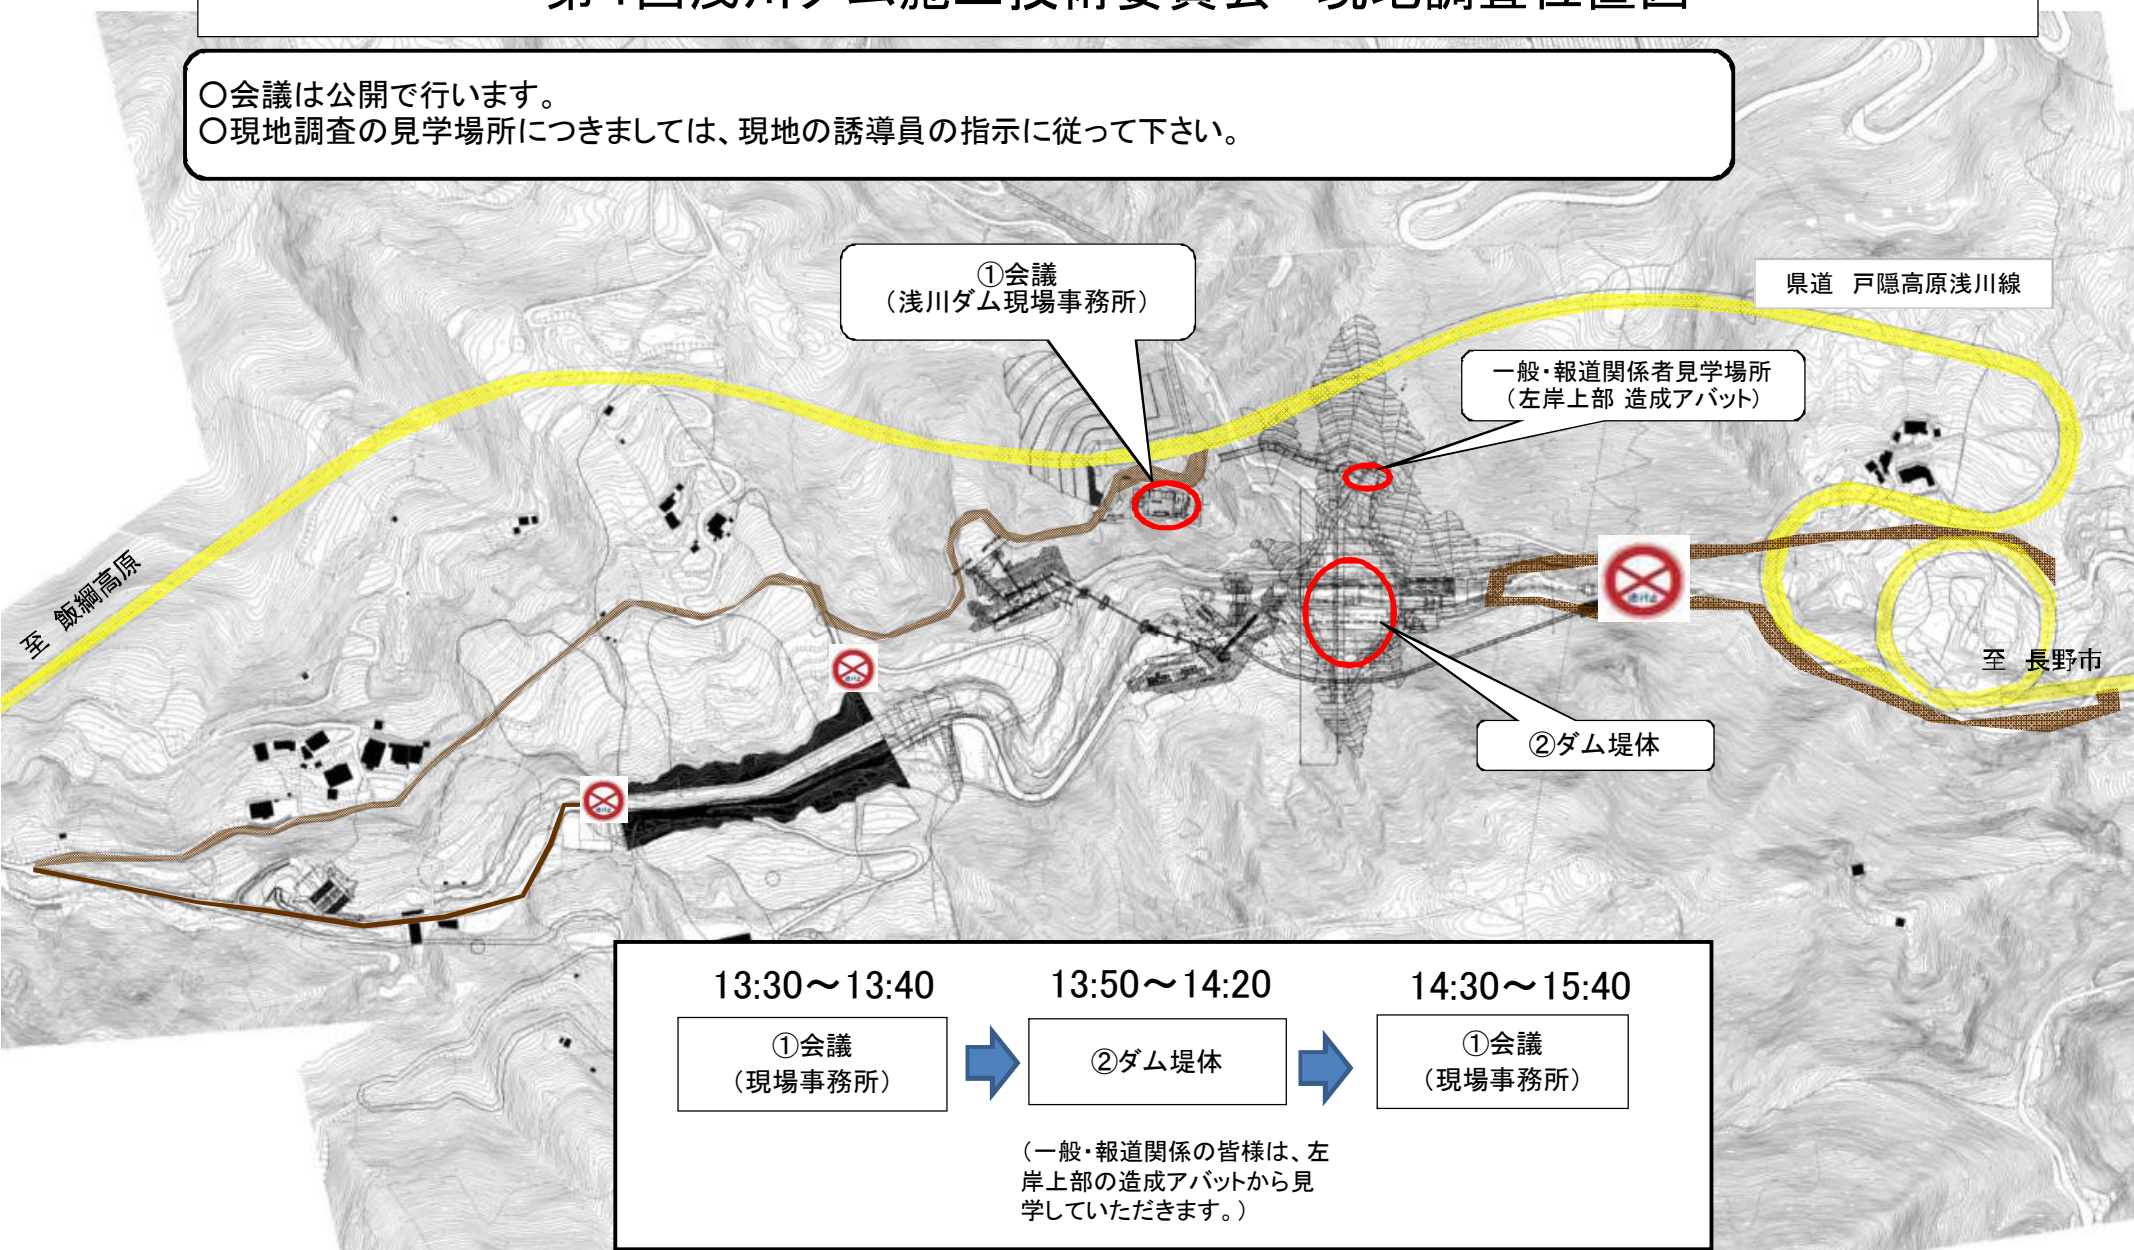 〇会議は公開で行います。
〇現地調査の見学場所につきましては、現地の誘導員の指示に従って下さい。
①会議
(浅川ダム現場事務所)
県道　戸隠高原浅川線
一般・報道関係者見学場所
(左岸上部 造成アバット)
至　飯綱高原
至　長野市
②ダム堤体
13:30～13:40
13:50～14:20
14:30～15:40
①会議
(現場事務所)
②ダム堤体
①会議
(現場事務所)
(一般・報道関係の皆様は、左
岸上部の造成アバットから見
学していただきます。)